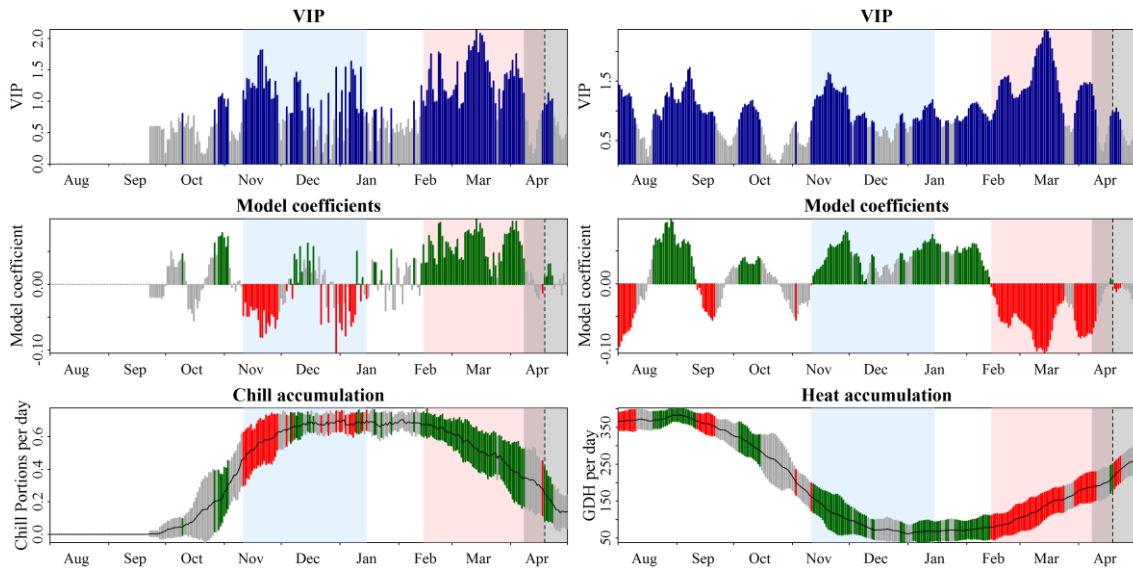 VIP
VIP
2.0
1.5
1.0
0.5
0.0
VIP
Aug Sep Oct Nov Dec Jan Feb Mar Apr
1.5
0.5
VIP
Aug Sep Oct Nov Dec Jan Feb Mar Apr
Model coefficients
Model coefficients
0.00
-0.10
Model coefficient
Aug Sep Oct Nov Dec Jan Feb Mar Apr
0.00
-0.10
Model coefficient
Aug Sep Oct Nov Dec Jan Feb Mar Apr
Chill accumulation
Heat accumulation
0.6
0.4
0.2
0.0
Chill Portions per day
Aug Sep Oct Nov Dec Jan Feb Mar Apr
350
250
150
50
GDH per day
Aug Sep Oct Nov Dec Jan Feb Mar Apr